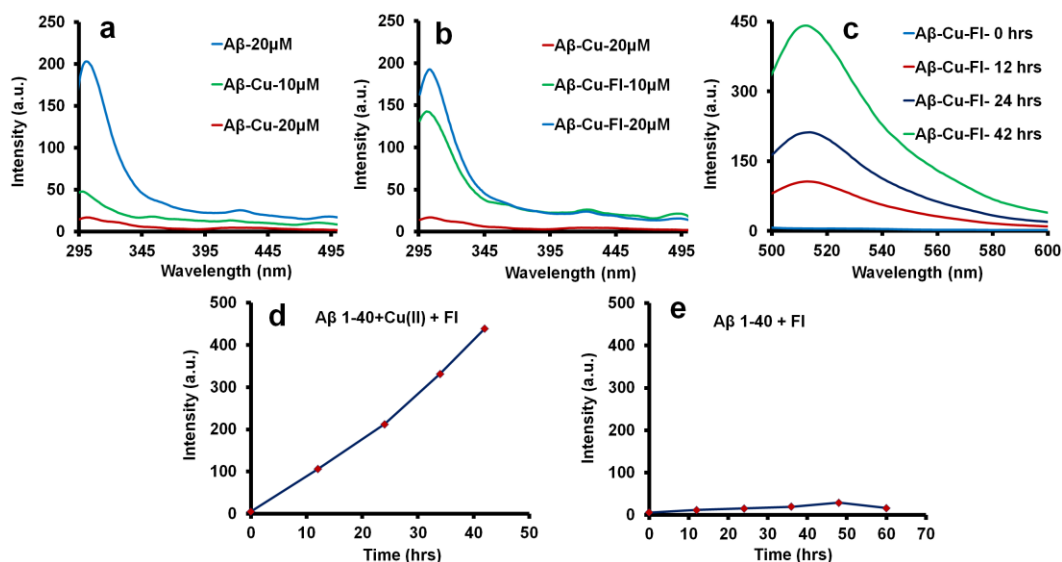 a
250
200
150
100
50
0
Intensity (a.u.)
295
345
395
445
495
Wavelength (nm)
Aβ-20μM
Aβ-Cu-10μM
Aβ-Cu-20μM
b
250
200
150
100
50
0
Intensity (a.u.)
295
345
395
445
495
Wavelength (nm)
Aβ-Cu-20μM
Aβ-Cu-Fl-10μM
Aβ-Cu-Fl-20μM
c
450
300
150
0
Intensity (a.u.)
500
520
540
560
580
600
Wavelength (nm)
Aβ-Cu-Fl- 0 hrs
Aβ-Cu-Fl- 12 hrs
Aβ-Cu-Fl- 24 hrs
Aβ-Cu-Fl- 42 hrs
d
Aβ 1-40+Cu(II) + Fl
500
400
300
200
100
0
Intensity (a.u.)
0
10
20
30
40
50
Time (hrs)
e
Aβ 1-40 + Fl
500
400
300
200
100
0
Intensity (a.u.)
0
10
20
30
40
50
60
70
Time (hrs)